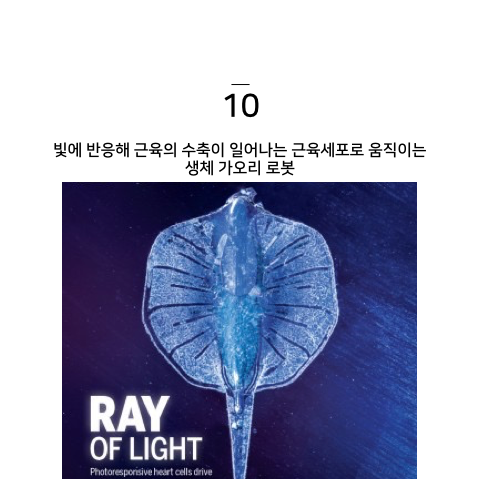 10
빛에 반응해 근육의 수축이 일어나는 근육세포로 움직이는
생체 가오리 로봇
RAY
OF LIGHT
Photoresponsive heart cells drive